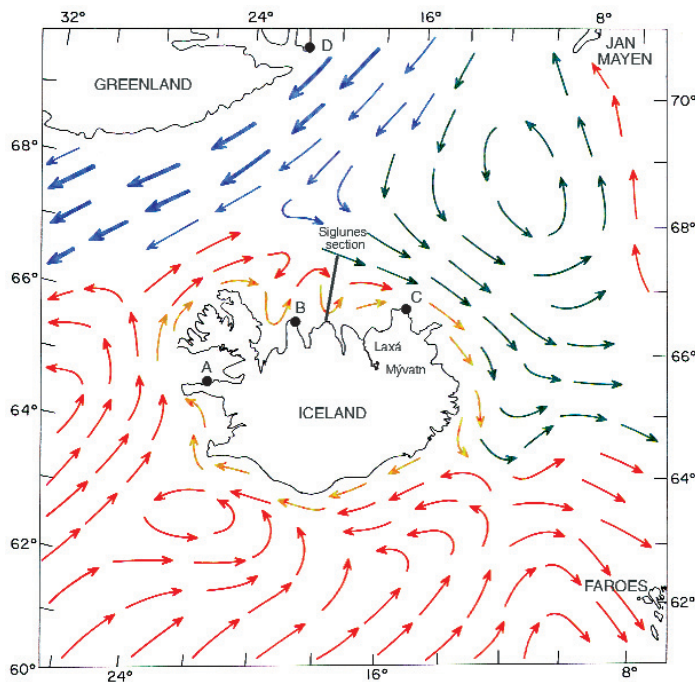 32°
24°
16°
8°
D
JAN
MAYEN
GREENLAND
70°
68°
68°
Siglunes
section
66°
C
B
Laxá
66°
Mývatn
A
64°
ICELAND
64°
62°
62°
FAROES
60°
24°
16°
8°